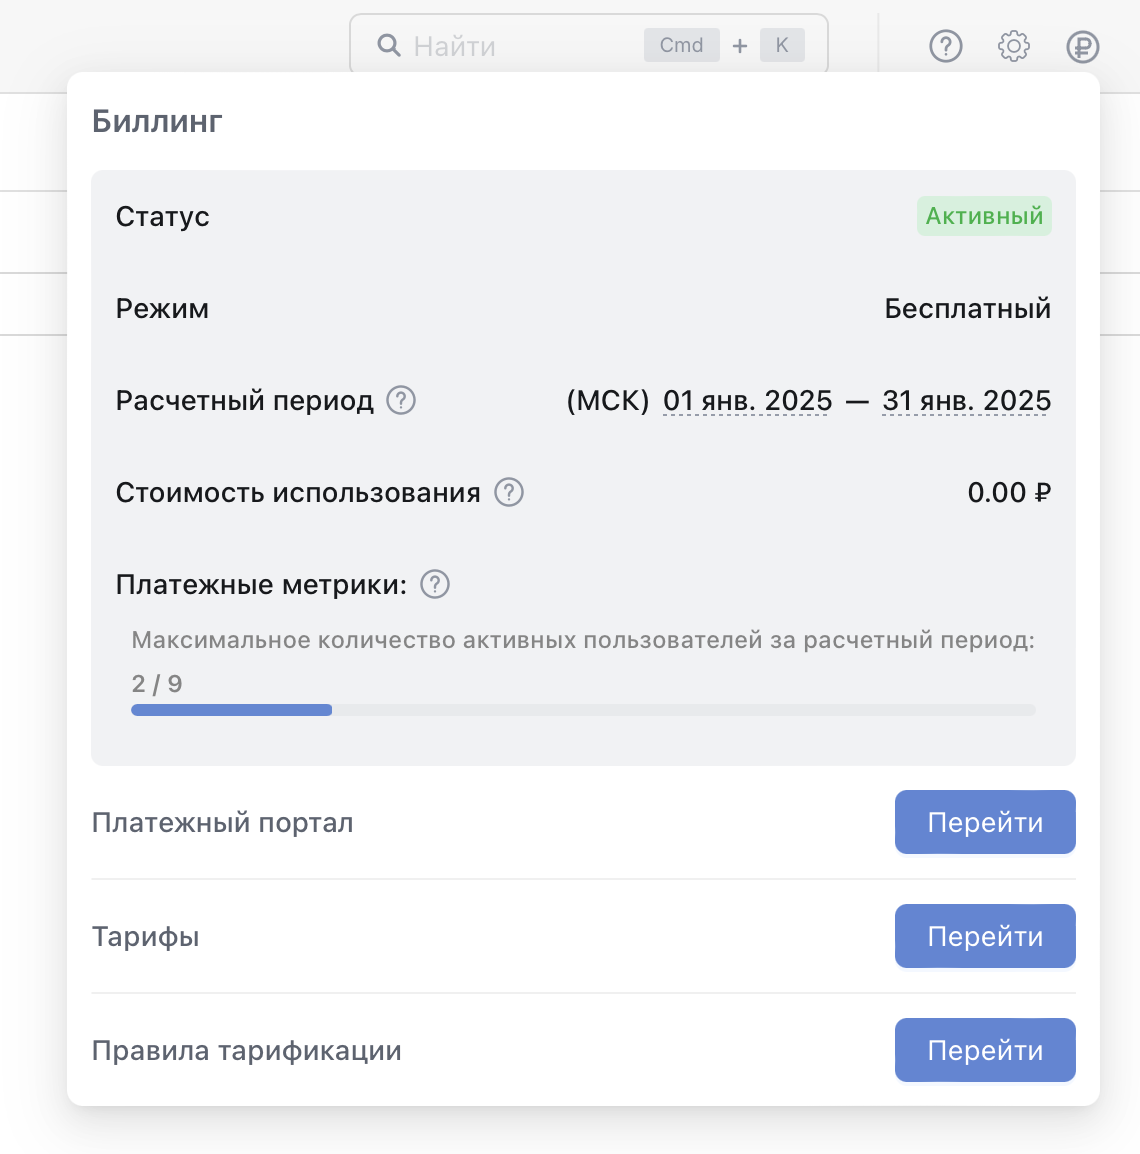 Найти Cmd + K
Биллинг
Статус Активный
Режим Бесплатный
Расчетный период ? (МСК) 01 янв. 2025 — 31 янв. 2025
Стоимость использования ? 0.00 ₽
Платежные метрики: ?
Максимальное количество активных пользователей за расчетный период:
2 / 9
Платежный портал Перейти
Тарифы Перейти
Правила тарификации Перейти